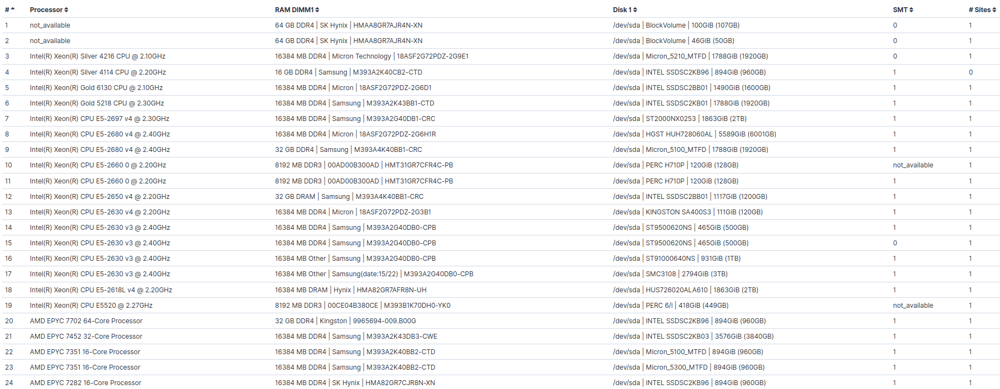 # Processor RAM DIMM1 Disk 1 SMT # Sites
1 not_available 64 GB DDR4 | SK Hynix | HMAA8GR7AJR4N-XN /dev/sda | BlockVolume | 100GiB (107GB) 0 1
2 not_available 64 GB DDR4 | SK Hynix | HMAA8GR7AJR4N-XN /dev/sda | BlockVolume | 46GiB (50GB) 0 1
3 Intel(R) Xeon(R) Silver 4216 CPU @ 2.10GHz 16384 MB DDR4 | Micron Technology | 18ASF2G72PDZ-2G9E1 /dev/sda | Micron_5210_MTFD | 1788GiB (1920GB) 0 1
4 Intel(R) Xeon(R) Silver 4114 CPU @ 2.20GHz 16 GB DDR4 | Samsung | M393A2K40CB2-CTD /dev/sda | INTEL SSDSC2KB96 | 894GiB (960GB) 1 0
5 Intel(R) Xeon(R) Gold 6130 CPU @ 2.10GHz 16384 MB DDR4 | Micron | 18ASF2G72PDZ-2G6D1 /dev/sda | INTEL SSDSC2BB01 | 1490GiB (1600GB) 1 1
6 Intel(R) Xeon(R) Gold 5218 CPU @ 2.30GHz 16384 MB DDR4 | Samsung | M393A2K43BB1-CTD /dev/sda | INTEL SSDSC2KB01 | 1788GiB (1920GB) 1 1
7 Intel(R) Xeon(R) CPU E5-2697 v4 @ 2.30GHz 16384 MB DDR4 | Samsung | M393A2G40DB1-CRC /dev/sda | ST2000NX0253 | 1863GiB (2TB) 1 1
8 Intel(R) Xeon(R) CPU E5-2680 v4 @ 2.40GHz 16384 MB DDR4 | Micron | 18ASF2G72PDZ-2G6H1R /dev/sda | HGST HUH728060AL | 5589GiB (6001GB) 1 1
9 Intel(R) Xeon(R) CPU E5-2680 v4 @ 2.40GHz 32 GB DDR4 | Samsung | M393A4K40BB1-CRC /dev/sda | Micron_5100_MTFD | 1788GiB (1920GB) 1 1
10 Intel(R) Xeon(R) CPU E5-2660 0 @ 2.20GHz 8192 MB DDR3 | 00AD00B300AD | HMT31GR7CFR4C-PB /dev/sda | PERC H710P | 120GiB (128GB) not_available 1
11 Intel(R) Xeon(R) CPU E5-2660 0 @ 2.20GHz 8192 MB DDR3 | 00AD00B300AD | HMT31GR7CFR4C-PB /dev/sda | PERC H710P | 120GiB (128GB) 1 1
12 Intel(R) Xeon(R) CPU E5-2650 v4 @ 2.20GHz 32 GB DRAM | Samsung | M393A4K40BB1-CRC /dev/sda | INTEL SSDSC2BB01 | 1117GiB (1200GB) 1 1
13 Intel(R) Xeon(R) CPU E5-2630 v4 @ 2.20GHz 16384 MB DDR4 | Micron | 18ASF2G72PDZ-2G3B1 /dev/sda | KINGSTON SA400S3 | 111GiB (120GB) 1 1
14 Intel(R) Xeon(R) CPU E5-2630 v3 @ 2.40GHz 16384 MB DDR4 | Samsung | M393A2G40DB0-CPB /dev/sda | ST9500620NS | 465GiB (500GB) 1 1
15 Intel(R) Xeon(R) CPU E5-2630 v3 @ 2.40GHz 16384 MB DDR4 | Samsung | M393A2G40DB0-CPB /dev/sda | ST9500620NS | 465GiB (500GB) 0 1
16 Intel(R) Xeon(R) CPU E5-2630 v3 @ 2.40GHz 16384 MB Other | Samsung | M393A2G40DB0-CPB /dev/sda | ST91000640NS | 931GiB (1TB) 1 1
17 Intel(R) Xeon(R) CPU E5-2630 v3 @ 2.40GHz 16384 MB Other | Samsung(date:15/22) | M393A2G40DB0-CPB /dev/sda | SMC3108 | 2794GiB (3TB) 1 1
18 Intel(R) Xeon(R) CPU E5-2618L v4 @ 2.20GHz 16384 MB DRAM | Hynix | HMA82GR7AFR8N-UH /dev/sda | HUS726020ALA610 | 1863GiB (2TB) 1 1
19 Intel(R) Xeon(R) CPU E5520 @ 2.27GHz 8192 MB DDR3 | 00CE04B380CE | M393B1K70DH0-YK0 /dev/sda | PERC 6/i | 418GiB (449GB) not_available 1
20 AMD EPYC 7702 64-Core Processor 32 GB DDR4 | Kingston | 9965694-009.B00G /dev/sda | INTEL SSDSC2KB96 | 894GiB (960GB) 1 1
21 AMD EPYC 7452 32-Core Processor 16384 MB DDR4 | Samsung | M393A2K43DB3-CWE /dev/sda | INTEL SSDSC2KB03 | 3576GiB (3840GB) 1 1
22 AMD EPYC 7351 16-Core Processor 16384 MB DDR4 | Samsung | M393A2K40BB2-CTD /dev/sda | Micron_5100_MTFD | 894GiB (960GB) 1 1
23 AMD EPYC 7351 16-Core Processor 16384 MB DDR4 | Samsung | M393A2K40BB2-CTD /dev/sda | Micron_5300_MTFD | 894GiB (960GB) 1 1
24 AMD EPYC 7282 16-Core Processor 16384 MB DDR4 | SK Hynix | HMA82GR7CJR8N-XN /dev/sda | INTEL SSDSC2KB96 | 894GiB (960GB) 1 1